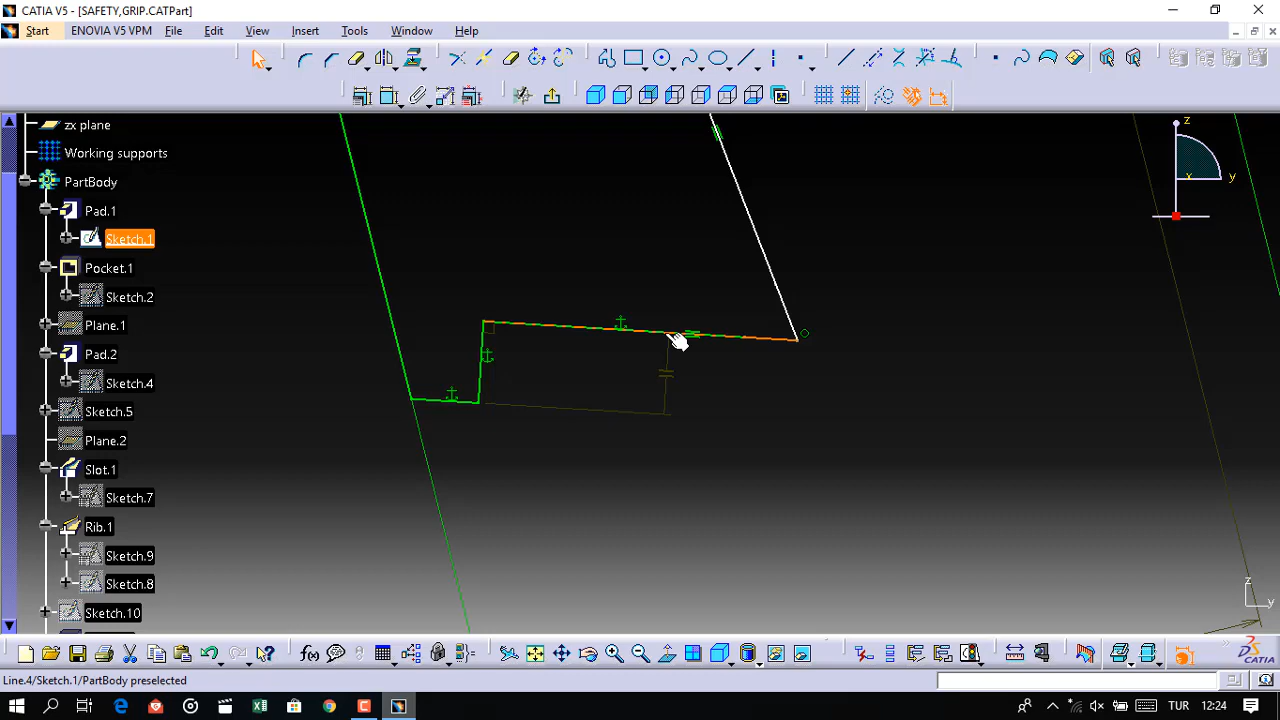 CATIA V5 - [SAFETY,GRIP.CATPart]
Start ENOVIA V5 VPM File Edit View Insert Tools Window Help
zx plane
Working supports
PartBody
Pad.1
Sketch.1
Pocket.1
Sketch.2
Plane.1
Pad.2
Sketch.4
Sketch.5
Plane.2
Slot.1
Sketch.7
Rib.1
Sketch.9
Sketch.8
Sketch.10
z
x y
z
y
f(x)
CATIA
Line.4/Sketch.1/PartBody preselected
TUR 12:24